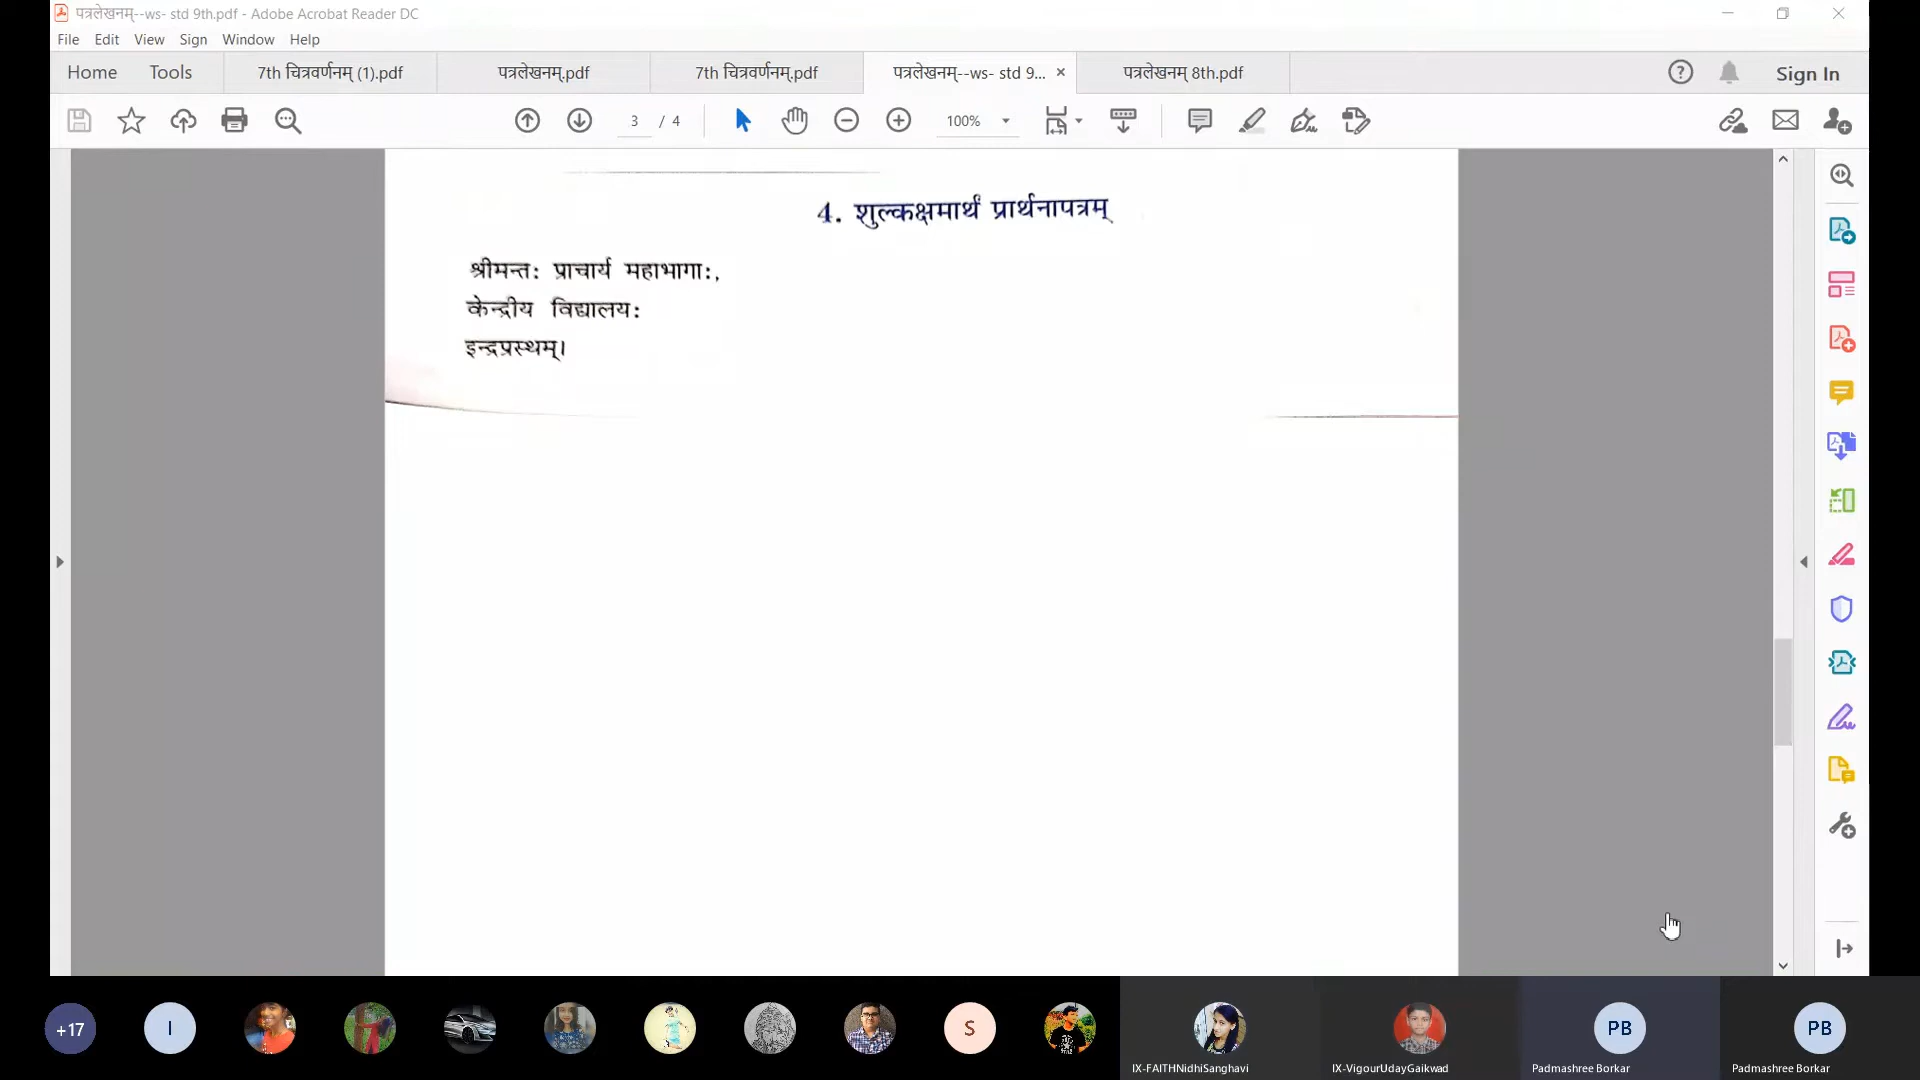 पत्रलेखनम्--ws- std 9th.pdf - Adobe Acrobat Reader DC
File Edit View Sign Window Help
Home Tools 7th चित्रवर्णनम् (1).pdf पत्रलेखनम्.pdf 7th चित्रवर्णनम्.pdf पत्रलेखनम्--ws- std 9... × पत्रलेखनम् 8th.pdf Sign In
3 / 4 100%
4. शुल्कक्षमार्थं प्रार्थनापत्रम्
श्रीमन्तः प्राचार्य महाभागाः,
केन्द्रीय विद्यालयः
इन्द्रप्रस्थम्।
+17 I S PB PB
IX-FAITHNidhiSanghavi IX-VigourUdayGaikwad Padmashree Borkar Padmashree Borkar